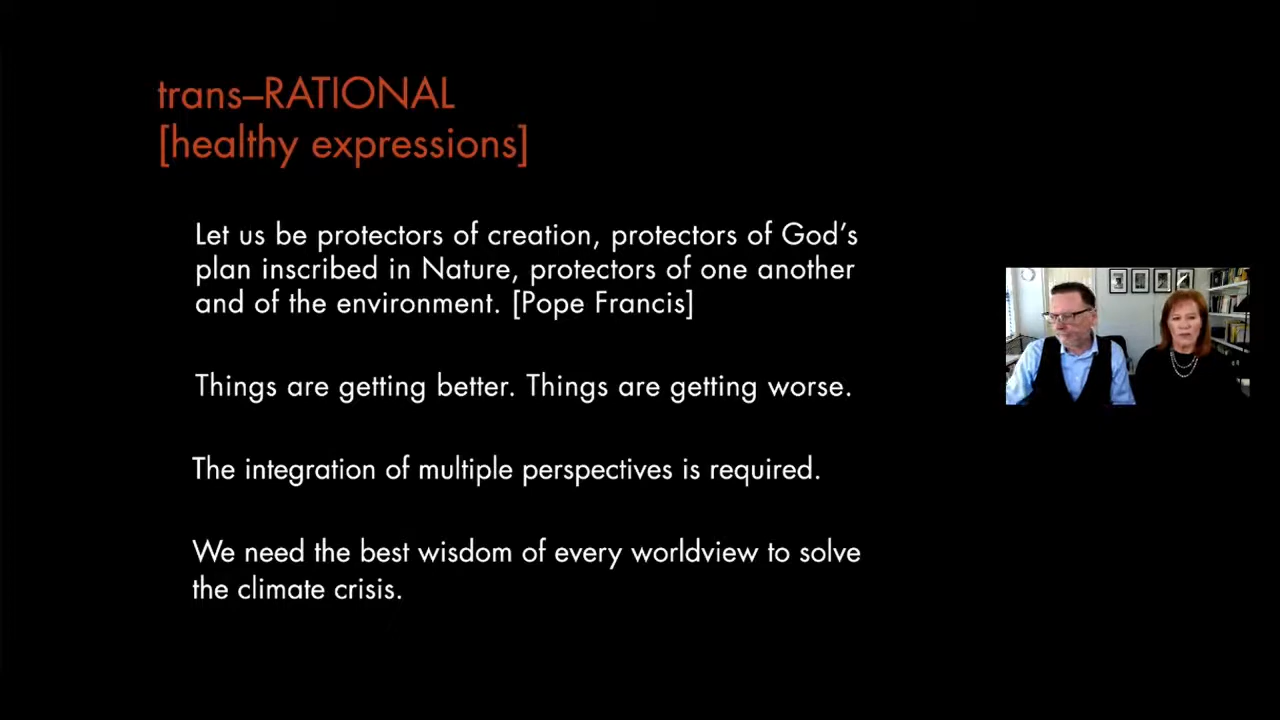 trans–RATIONAL
[healthy expressions]
Let us be protectors of creation, protectors of God’s
plan inscribed in Nature, protectors of one another
and of the environment. [Pope Francis]
Things are getting better. Things are getting worse.
The integration of multiple perspectives is required.
We need the best wisdom of every worldview to solve
the climate crisis.